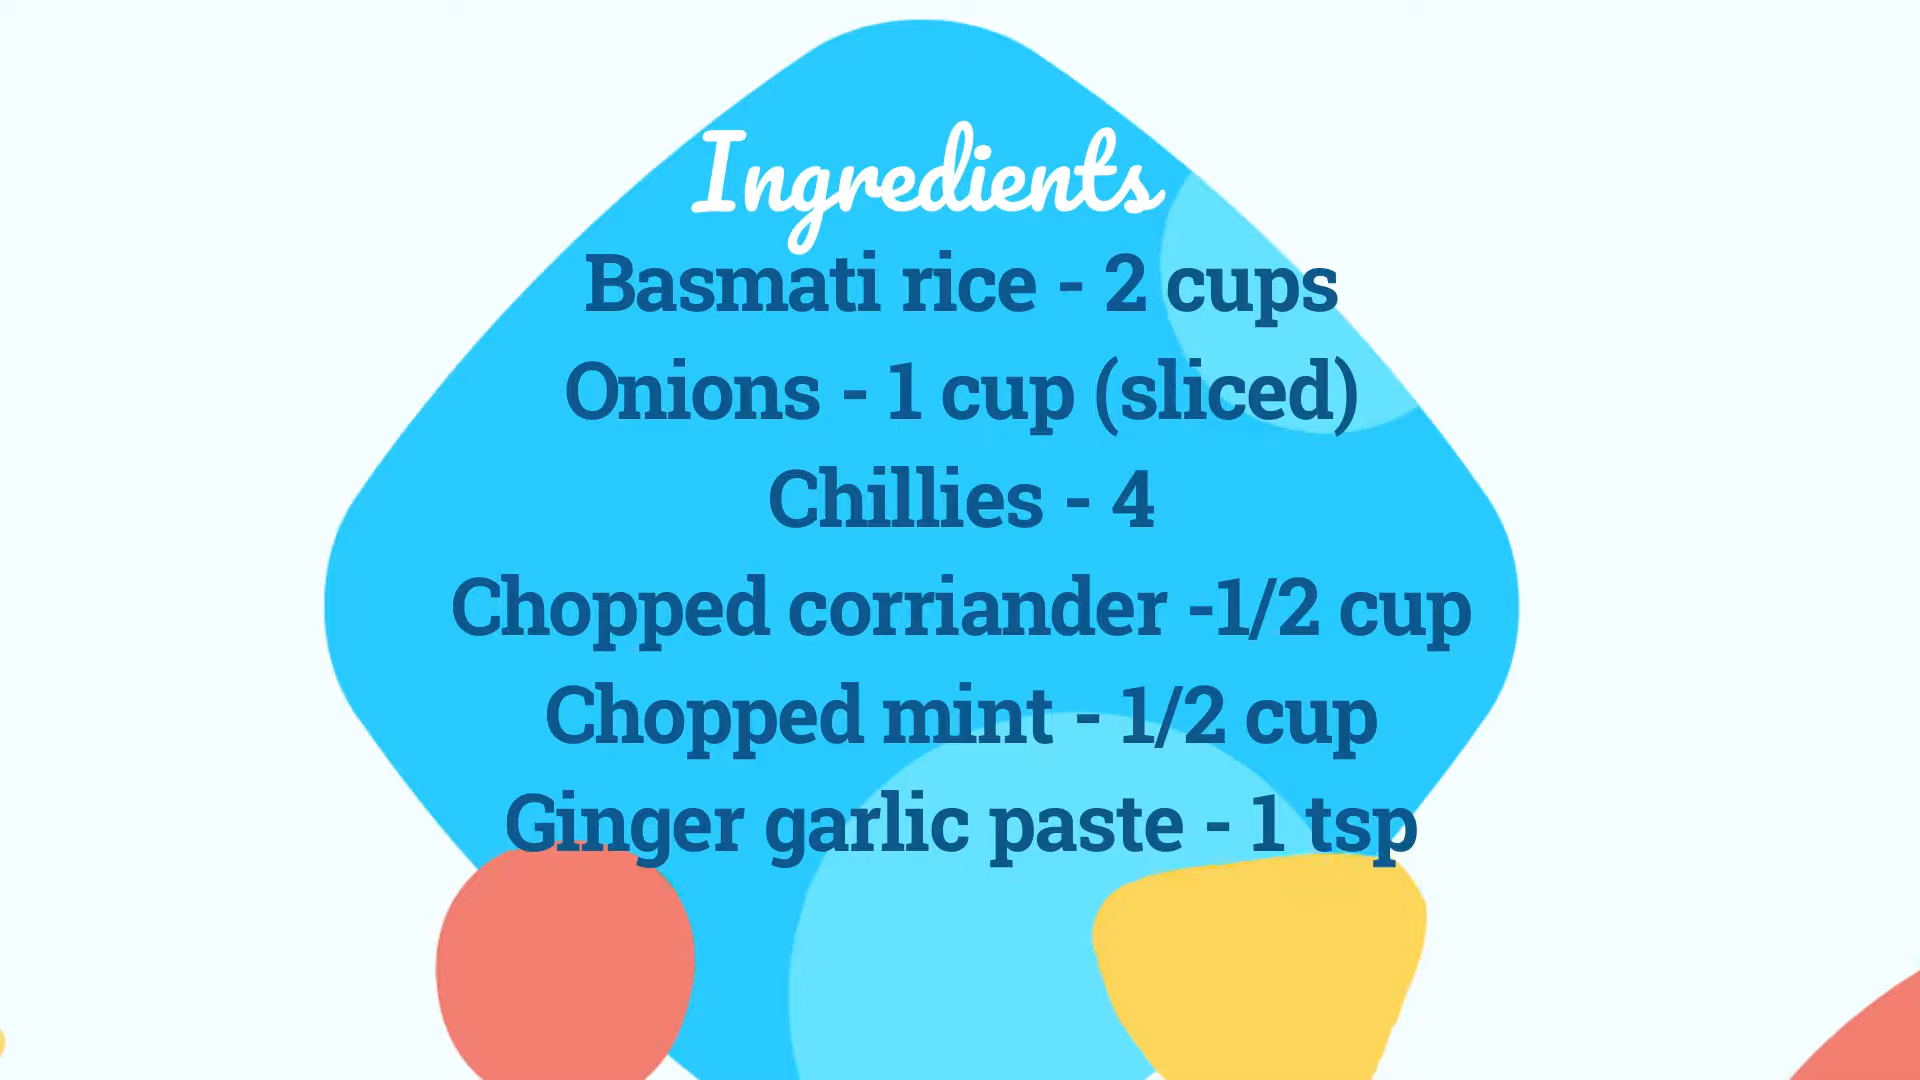 Ingredients
Basmati rice - 2 cups
Onions - 1 cup (sliced)
Chillies - 4
Chopped corriander -1/2 cup
Chopped mint - 1/2 cup
Ginger garlic paste - 1 tsp